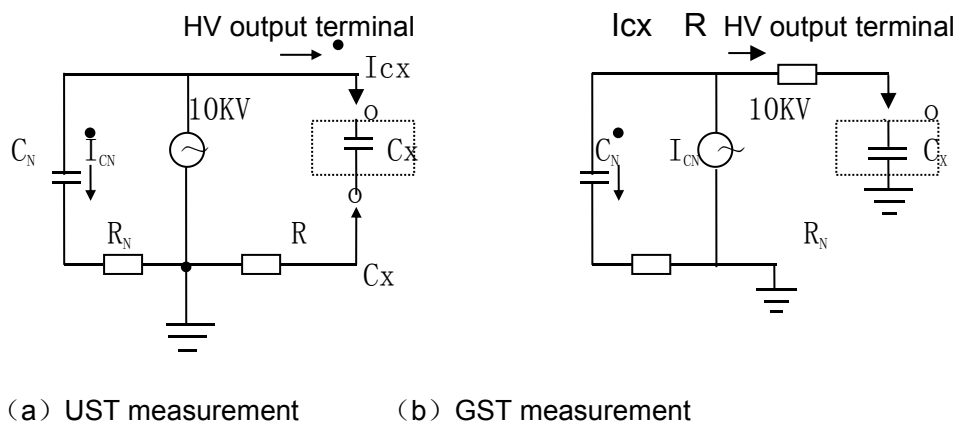 HV output terminal
Icx
10KV
C_N
I_CN
o
Cx
o
R_N
R
Cx
Icx R HV output terminal
10KV
o
C_N
I_CN
C_X
R_N
（a）UST measurement
（b）GST measurement